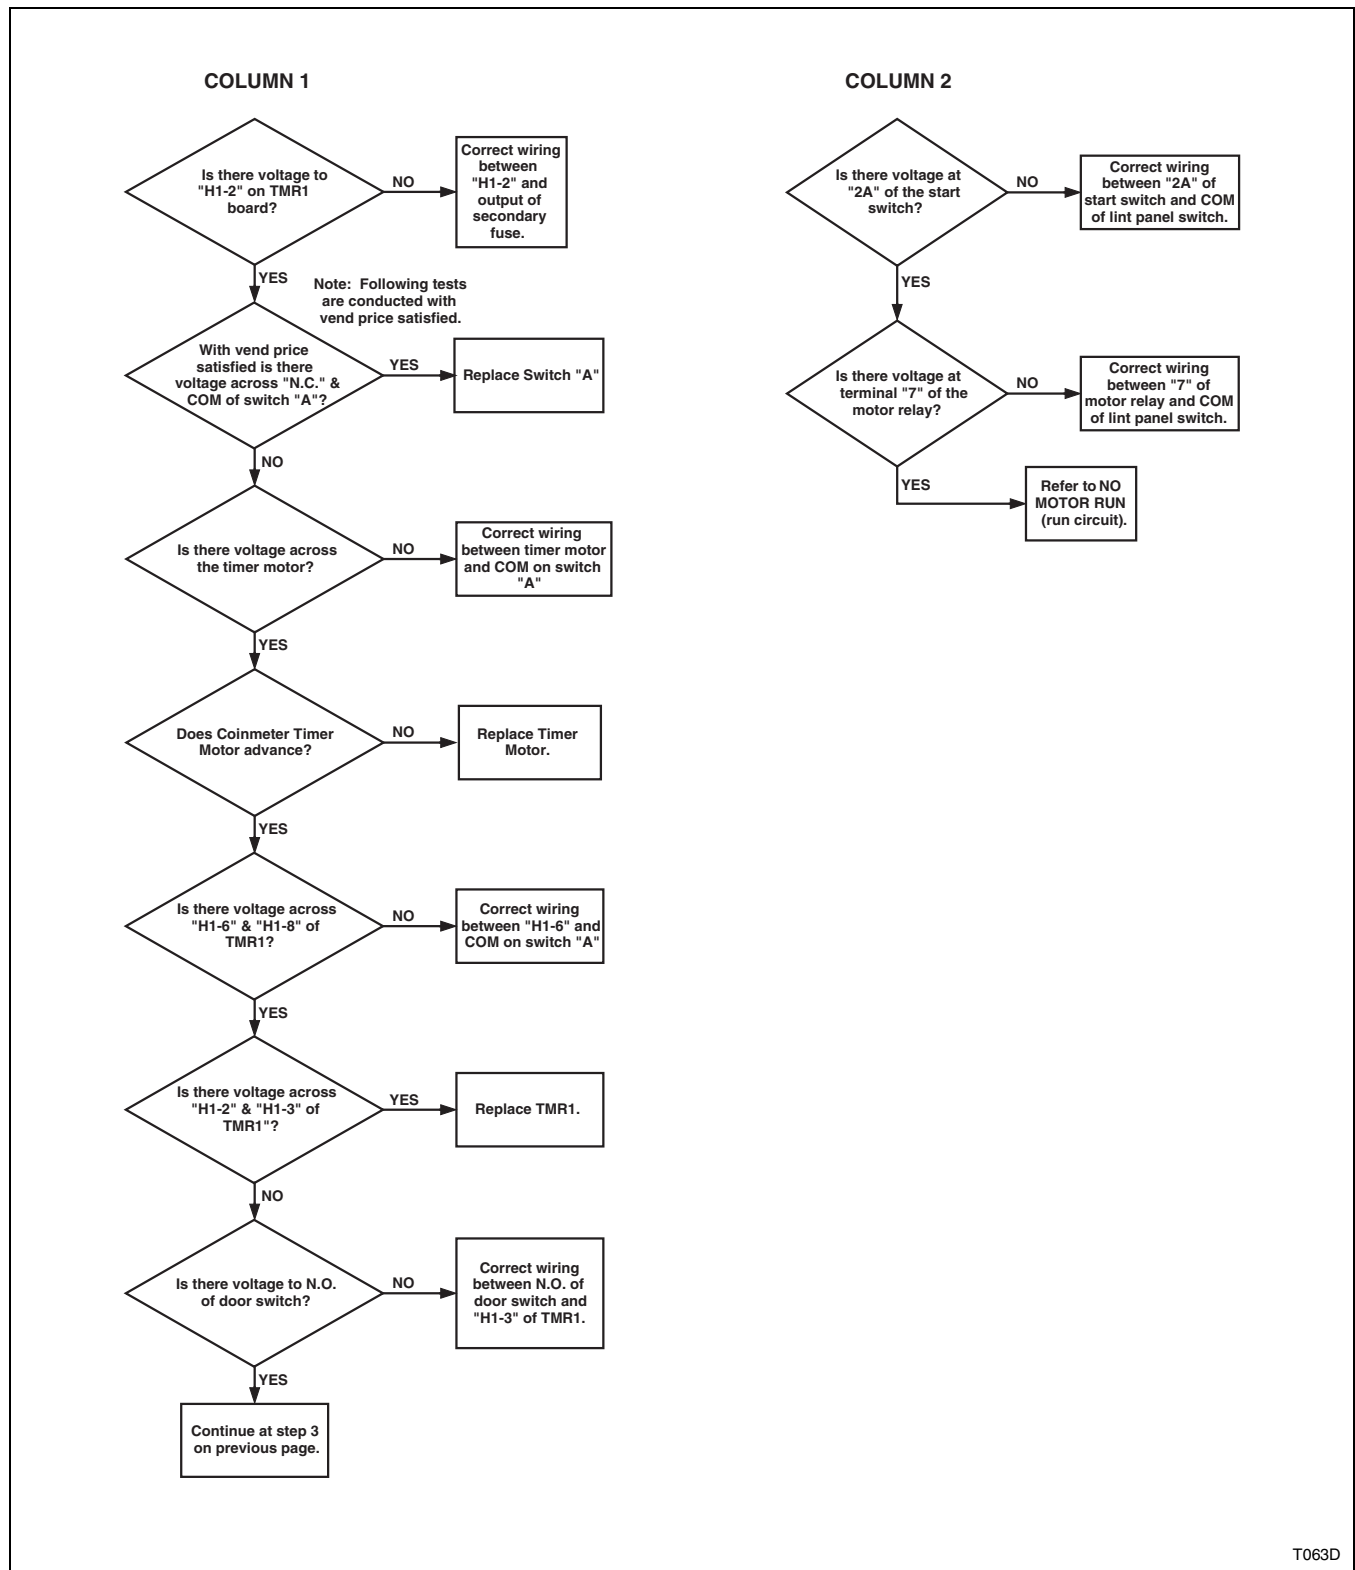 COLUMN 1
Is there voltage to
"H1-2" on TMR1
board?
NO
Correct wiring
between
"H1-2" and
output of
secondary
fuse.
YES
Note: Following tests
are conducted with
vend price satisfied.
With vend price
satisfied is there
voltage across "N.C." &
COM of switch "A"?
YES
Replace Switch "A"
NO
Is there voltage across
the timer motor?
NO
Correct wiring
between timer motor
and COM on switch
"A"
YES
Does Coinmeter Timer
Motor advance?
NO
Replace Timer
Motor.
YES
Is there voltage across
"H1-6" & "H1-8" of
TMR1?
NO
Correct wiring
between "H1-6" and
COM on switch "A"
YES
Is there voltage across
"H1-2" & "H1-3" of
TMR1"?
YES
Replace TMR1.
NO
Is there voltage to N.O.
of door switch?
NO
Correct wiring
between N.O. of
door switch and
"H1-3" of TMR1.
YES
Continue at step 3
on previous page.
COLUMN 2
Is there voltage at
"2A" of the start
switch?
NO
Correct wiring
between "2A" of
start switch and COM
of lint panel switch.
YES
Is there voltage at
terminal "7" of the
motor relay?
NO
Correct wiring
between "7" of
motor relay and COM
of lint panel switch.
YES
Refer to NO
MOTOR RUN
(run circuit).
T063D